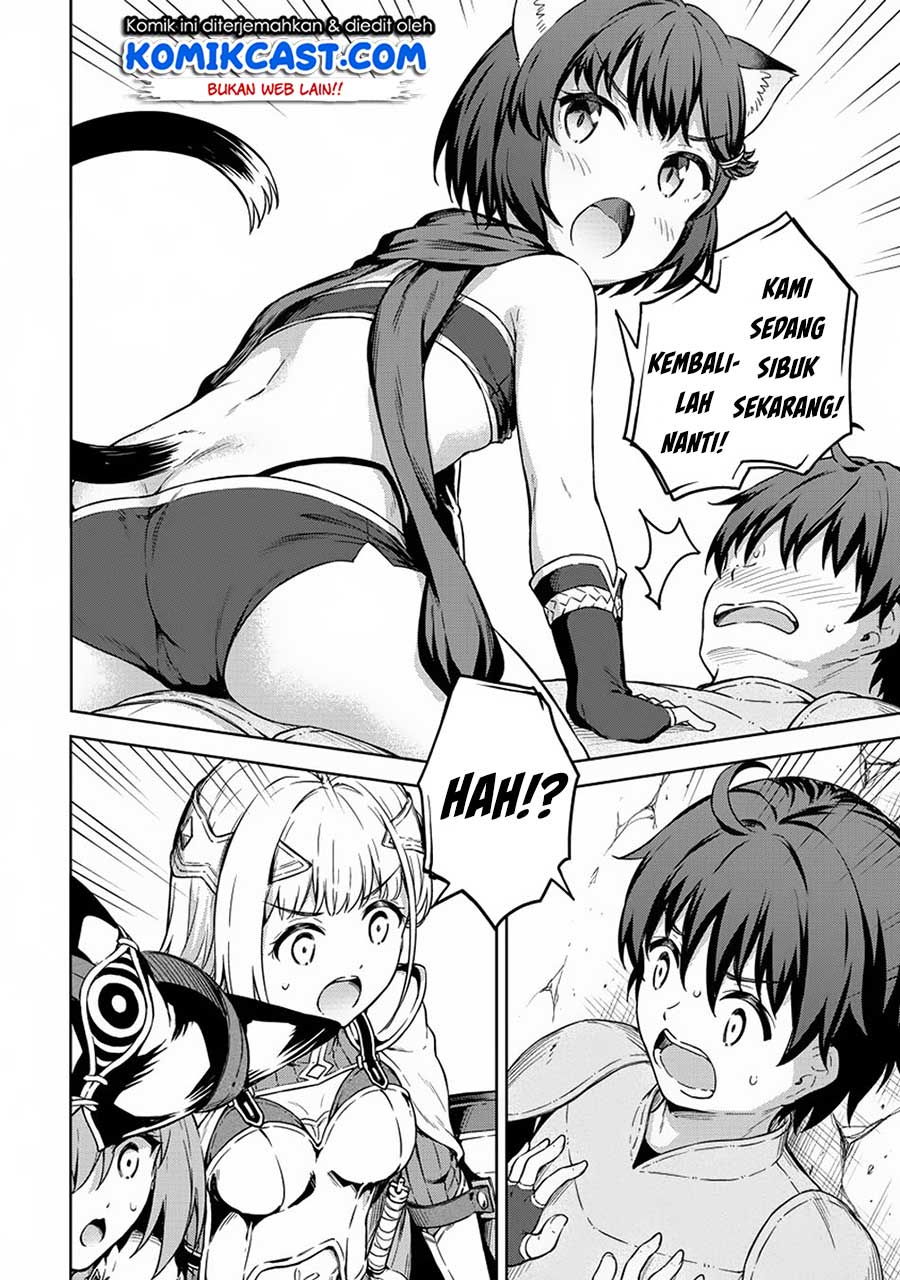 Komik ini diterjemahkan & diedit oleh
KOMIKCAST.COM
BUKAN WEB LAIN!!
KAMI
SEDANG
SIBUK
SEKARANG!
KEMBALI-
LAH
NANTI!
HAH!?